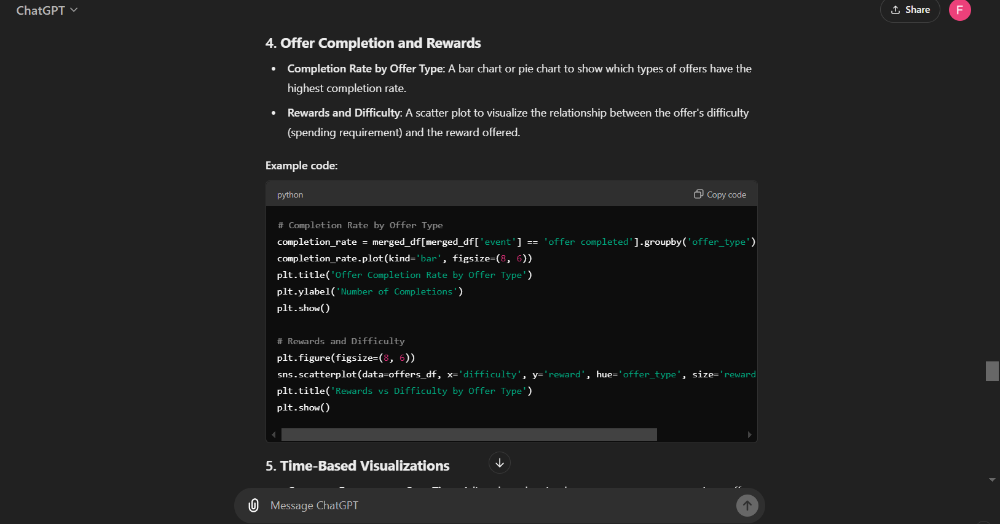 ChatGPT
Share
F
4. Offer Completion and Rewards
• Completion Rate by Offer Type: A bar chart or pie chart to show which types of offers have the
highest completion rate.
• Rewards and Difficulty: A scatter plot to visualize the relationship between the offer's difficulty
(spending requirement) and the reward offered.
Example code:
python
Copy code
# Completion Rate by Offer Type
completion_rate = merged_df[merged_df['event'] == 'offer completed'].groupby('offer_type')
completion_rate.plot(kind='bar', figsize=(8, 6))
plt.title('Offer Completion Rate by Offer Type')
plt.ylabel('Number of Completions')
plt.show()
# Rewards and Difficulty
plt.figure(figsize=(8, 6))
sns.scatterplot(data=offers_df, x='difficulty', y='reward', hue='offer_type', size='reward
plt.title('Rewards vs Difficulty by Offer Type')
plt.show()
5. Time-Based Visualizations
Message ChatGPT